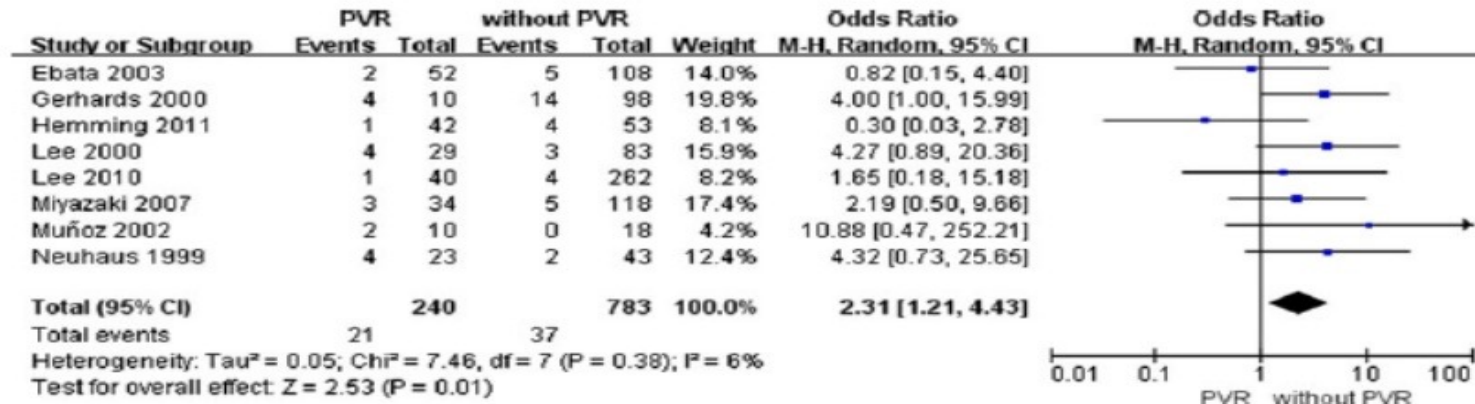 PVR without PVR Odds Ratio Odds Ratio
Study or Subgroup Events Total Events Total Weight M-H, Random, 95% CI M-H, Random, 95% CI
Ebata 2003 2 52 5 108 14.0% 0.82 [0.15, 4.40]
Gerhards 2000 4 10 14 98 19.8% 4.00 [1.00, 15.99]
Hemming 2011 1 42 4 53 8.1% 0.30 [0.03, 2.78]
Lee 2000 4 29 3 83 15.9% 4.27 [0.89, 20.36]
Lee 2010 1 40 4 262 8.2% 1.65 [0.18, 15.18]
Miyazaki 2007 3 34 5 118 17.4% 2.19 [0.50, 9.66]
Muñoz 2002 2 10 0 18 4.2% 10.88 [0.47, 252.21]
Neuhaus 1999 4 23 2 43 12.4% 4.32 [0.73, 25.65]
Total (95% CI) 240 783 100.0% 2.31 [1.21, 4.43]
Total events 21 37
Heterogeneity: Tau² = 0.05; Chi² = 7.46, df = 7 (P = 0.38); I² = 6%
Test for overall effect: Z = 2.53 (P = 0.01)
0.01 0.1 1 10 100
PVR without PVR